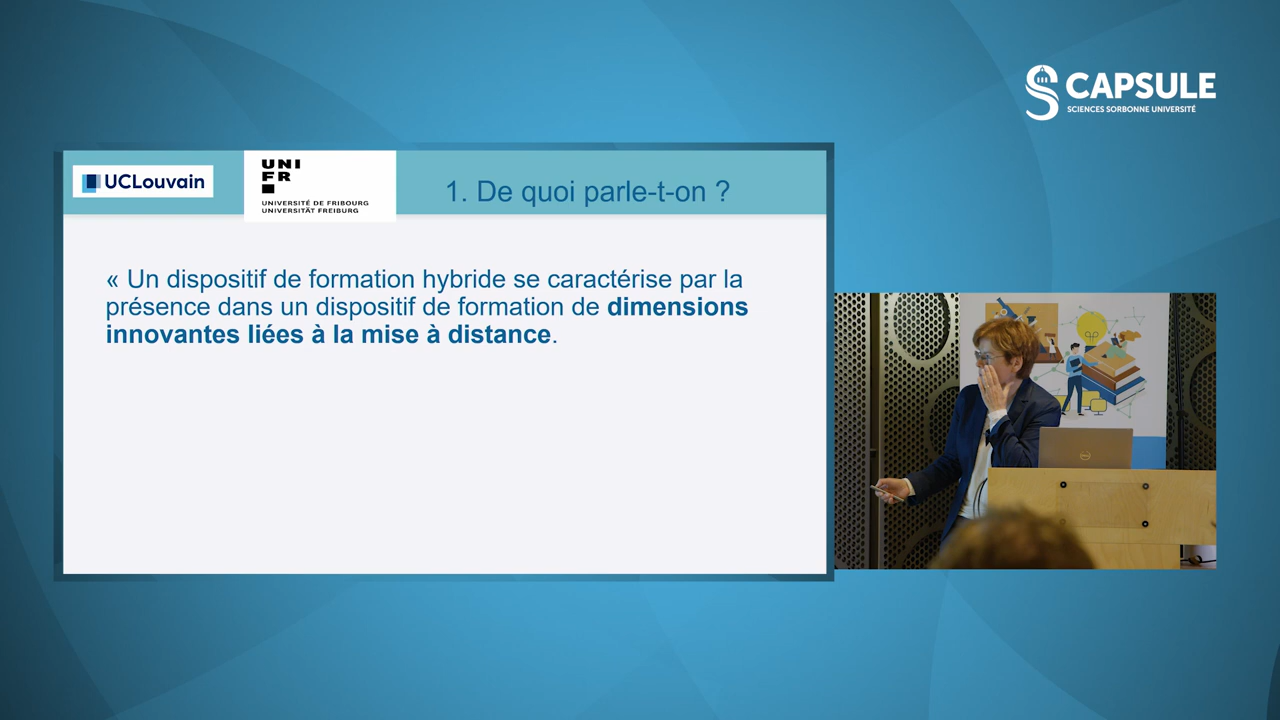 CAPSULE
SCIENCES SORBONNE UNIVERSITÉ
UCLouvain
UNI
FR
UNIVERSITÉ DE FRIBOURG
UNIVERSITÄT FREIBURG
1. De quoi parle-t-on ?
« Un dispositif de formation hybride se caractérise par la
présence dans un dispositif de formation de dimensions
innovantes liées à la mise à distance.
DELL